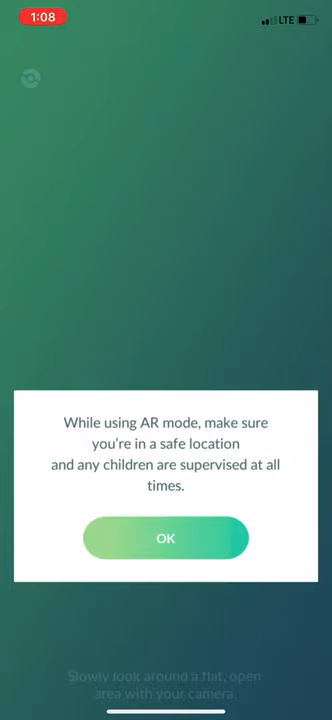 1:08
LTE
While using AR mode, make sure
you're in a safe location
and any children are supervised at all
times.
OK
Slowly look around a flat, open
area with your camera.